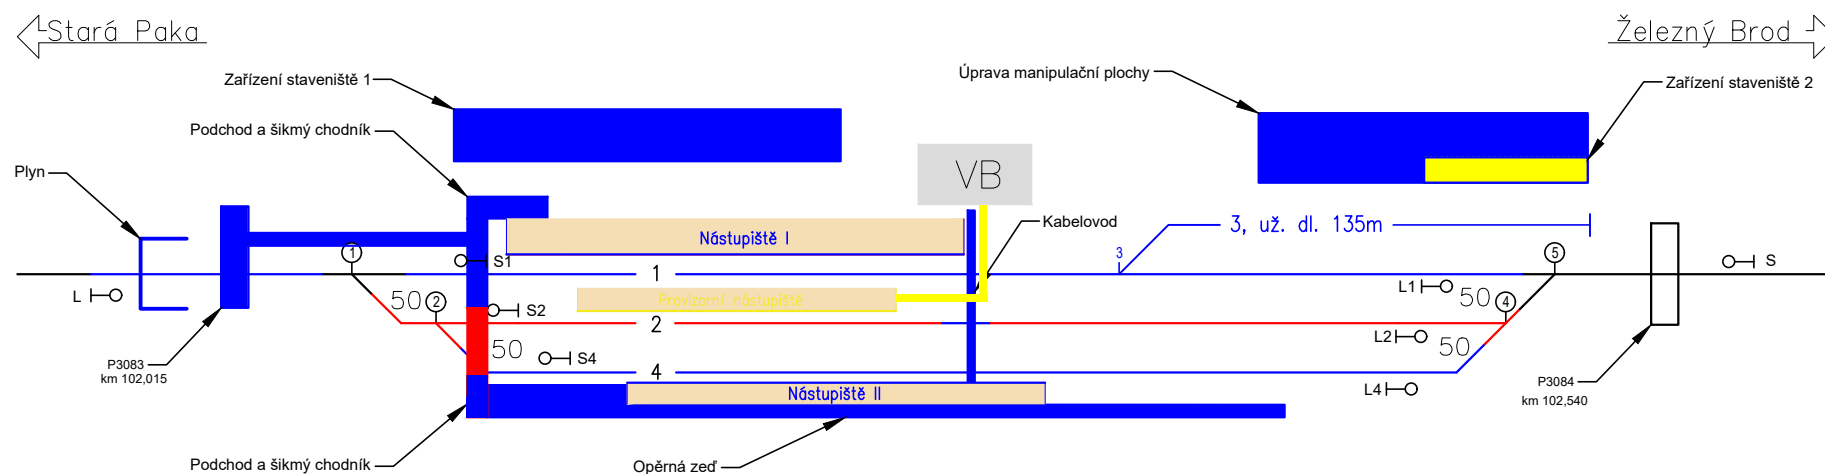 Stará Paka
Železný Brod
Zařízení staveniště 1
Úprava manipulační plochy
Zařízení staveniště 2
Podchod a šikmý chodník
Plyn
VB
Kabelovod
3, už. dl. 135m
Nástupiště I
1
S1
1
3
5
S
L
50
2
S2
Provizorní nástupiště
2
L1
50
4
L2
50
50
S4
4
L4
P3083
km 102,015
Nástupiště II
P3084
km 102,540
Podchod a šikmý chodník
Opěrná zeď